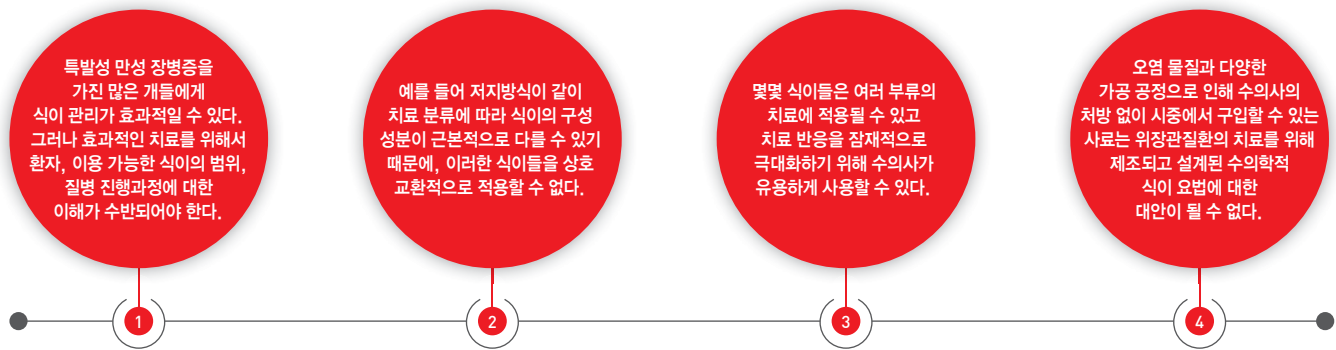 특발성 만성 장병증을
가진 많은 개들에게
식이 관리가 효과적일 수 있다.
그러나 효과적인 치료를 위해서
환자, 이용 가능한 식이의 범위,
질병 진행과정에 대한
이해가 수반되어야 한다.
1
예를 들어 저지방식이 같이
치료 분류에 따라 식이의 구성
성분이 근본적으로 다를 수 있기
때문에, 이러한 식이들을 상호
교환적으로 적용할 수 없다.
2
몇몇 식이들은 여러 부류의
치료에 적용될 수 있고
치료 반응을 잠재적으로
극대화하기 위해 수의사가
유용하게 사용할 수 있다.
3
오염 물질과 다양한
가공 공정으로 인해 수의사의
처방 없이 시중에서 구입할 수 있는
사료는 위장관질환의 치료를 위해
제조되고 설계된 수의학적
식이 요법에 대한
대안이 될 수 없다.
4